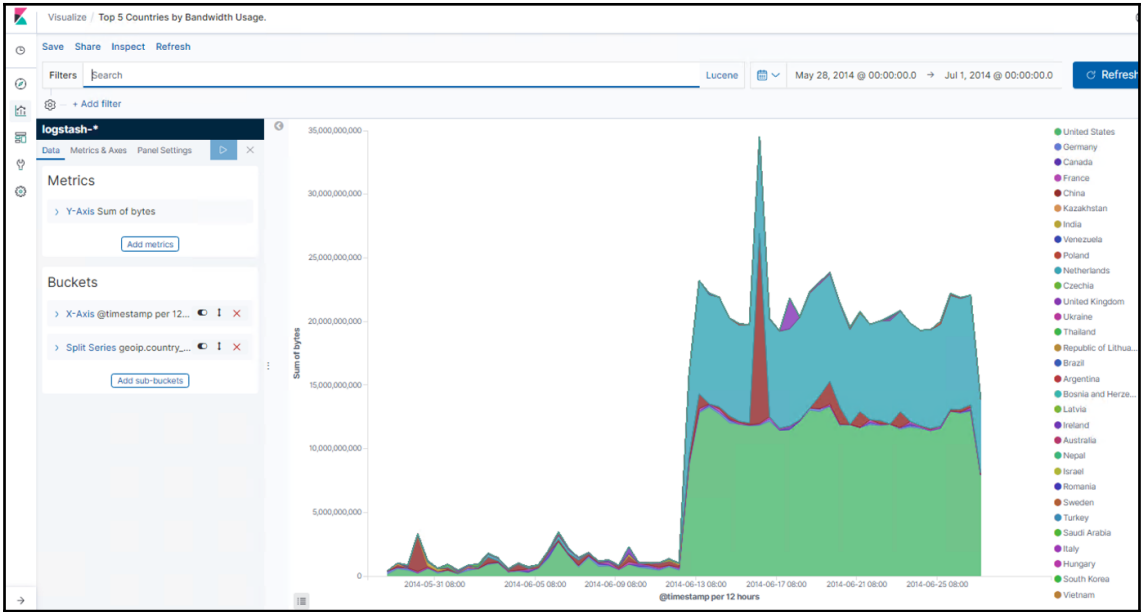 Visualize / Top 5 Countries by Bandwidth Usage.
Save Share Inspect Refresh
Filters Search Lucene May 28, 2014 @ 00:00:00.0 → Jul 1, 2014 @ 00:00:00.0 Refresh
+ Add filter
logstash-*
Data Metrics & Axes Panel Settings
Metrics
Y-Axis Sum of bytes
Add metrics
Buckets
X-Axis @timestamp per 12...
Split Series geoip.country_...
Add sub-buckets
Sum of bytes
35,000,000,000
30,000,000,000
25,000,000,000
20,000,000,000
15,000,000,000
10,000,000,000
5,000,000,000
0
2014-05-31 08:00 2014-06-05 08:00 2014-06-09 08:00 2014-06-13 08:00 2014-06-17 08:00 2014-06-21 08:00 2014-06-25 08:00
@timestamp per 12 hours
United States
Germany
Canada
France
China
Kazakhstan
India
Venezuela
Poland
Netherlands
Czechia
United Kingdom
Ukraine
Thailand
Republic of Lithua...
Brazil
Argentina
Bosnia and Herze...
Latvia
Ireland
Australia
Nepal
Israel
Romania
Sweden
Turkey
Saudi Arabia
Italy
Hungary
South Korea
Vietnam